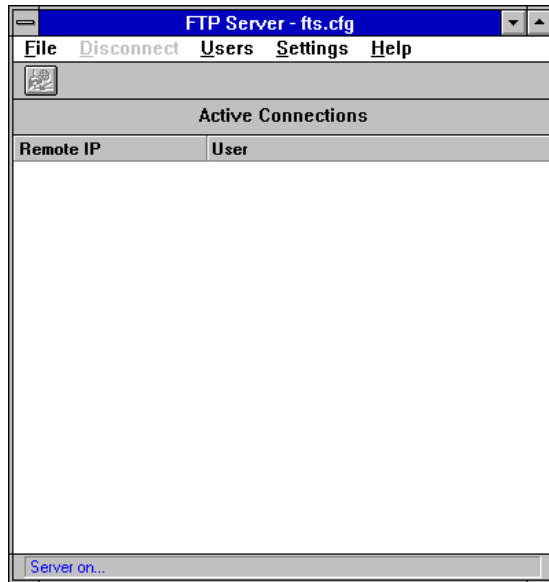 FTP Server - fts.cfg
File Disconnect Users Settings Help
Active Connections
Remote IP User
Server on...